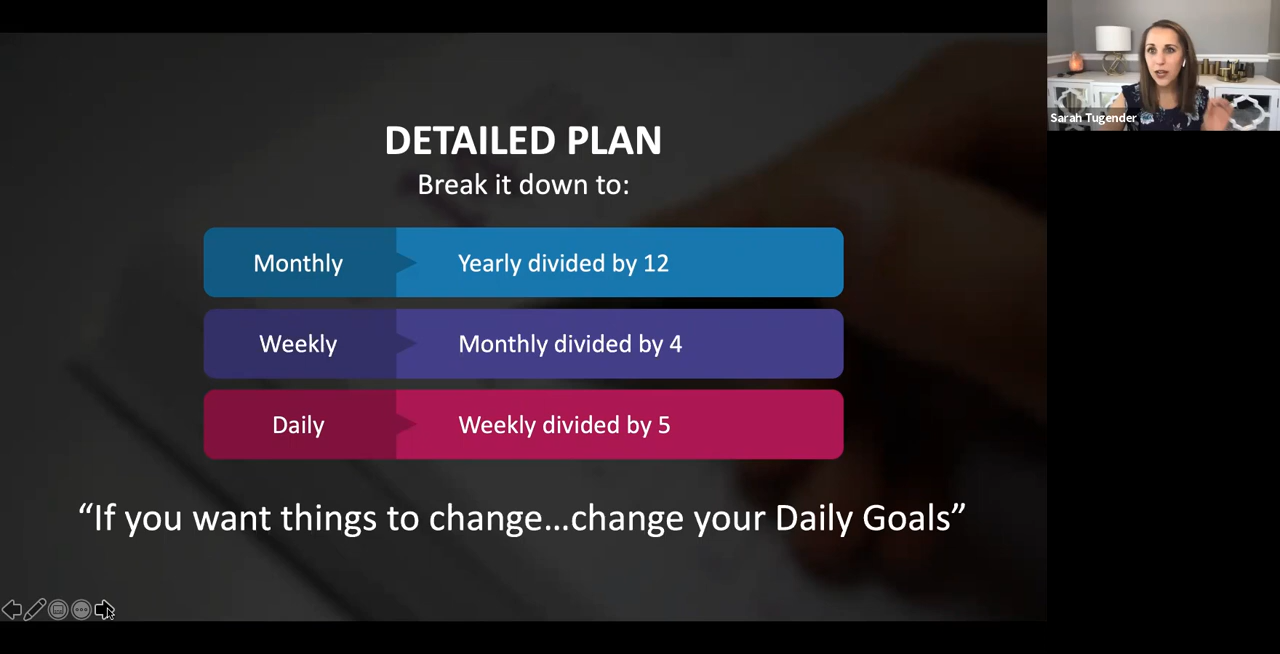 DETAILED PLAN
Break it down to:
Monthly
Yearly divided by 12
Weekly
Monthly divided by 4
Daily
Weekly divided by 5
“If you want things to change…change your Daily Goals”
Sarah Tugender